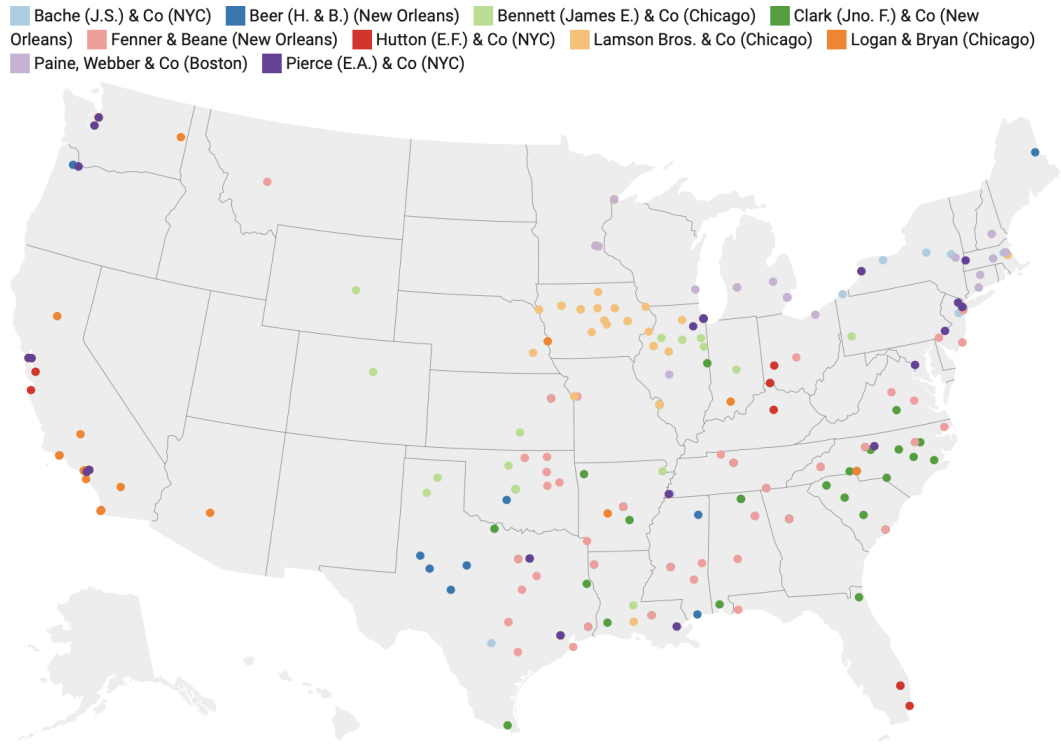 Bache (J.S.) & Co (NYC) Beer (H. & B.) (New Orleans) Bennett (James E.) & Co (Chicago) Clark (Jno. F.) & Co (New
Orleans) Fenner & Beane (New Orleans) Hutton (E.F.) & Co (NYC) Lamson Bros. & Co (Chicago) Logan & Bryan (Chicago)
Paine, Webber & Co (Boston) Pierce (E.A.) & Co (NYC)